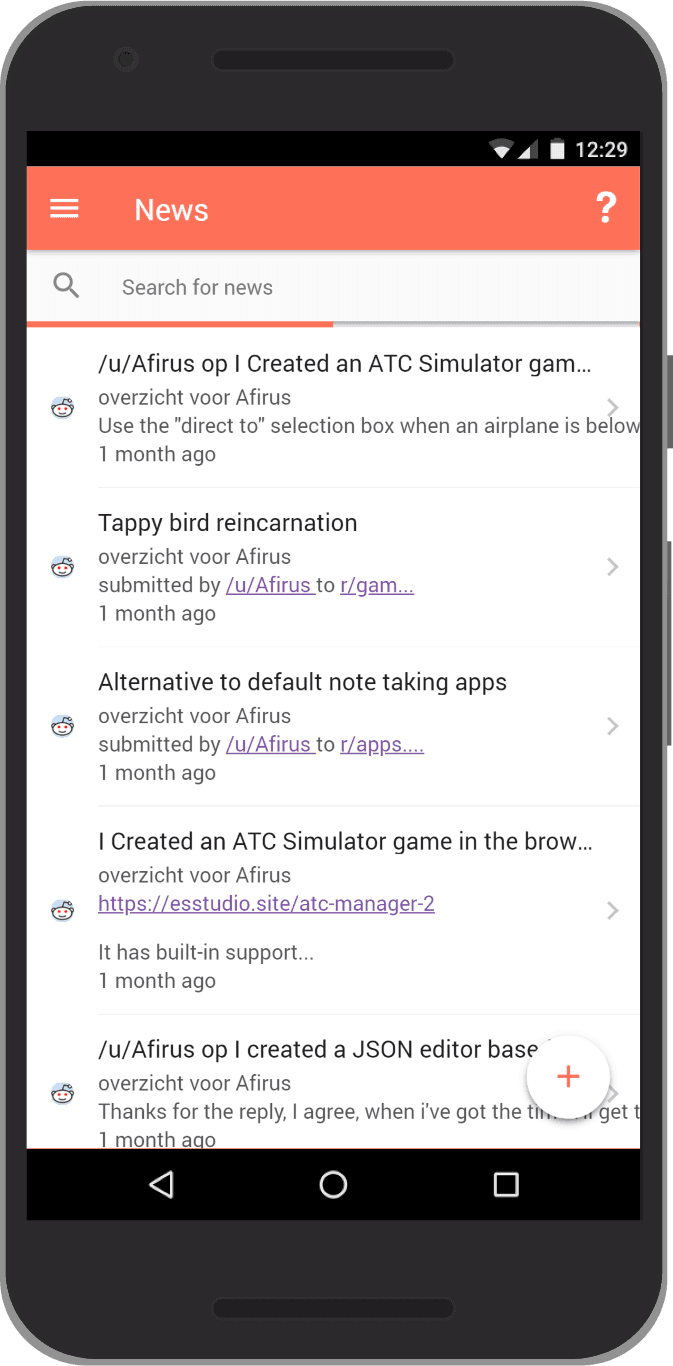 12:29
News
?
Search for news
/u/Afirus op I Created an ATC Simulator gam...
overzicht voor Afirus
Use the "direct to" selection box when an airplane is below
1 month ago
Tappy bird reincarnation
overzicht voor Afirus
submitted by /u/Afirus to r/gam...
1 month ago
Alternative to default note taking apps
overzicht voor Afirus
submitted by /u/Afirus to r/apps....
1 month ago
I Created an ATC Simulator game in the brow...
overzicht voor Afirus
https://esstudio.site/atc-manager-2
It has built-in support...
1 month ago
/u/Afirus op I created a JSON editor base
overzicht voor Afirus
Thanks for the reply, I agree, when i've got the get t
1 month ago
+